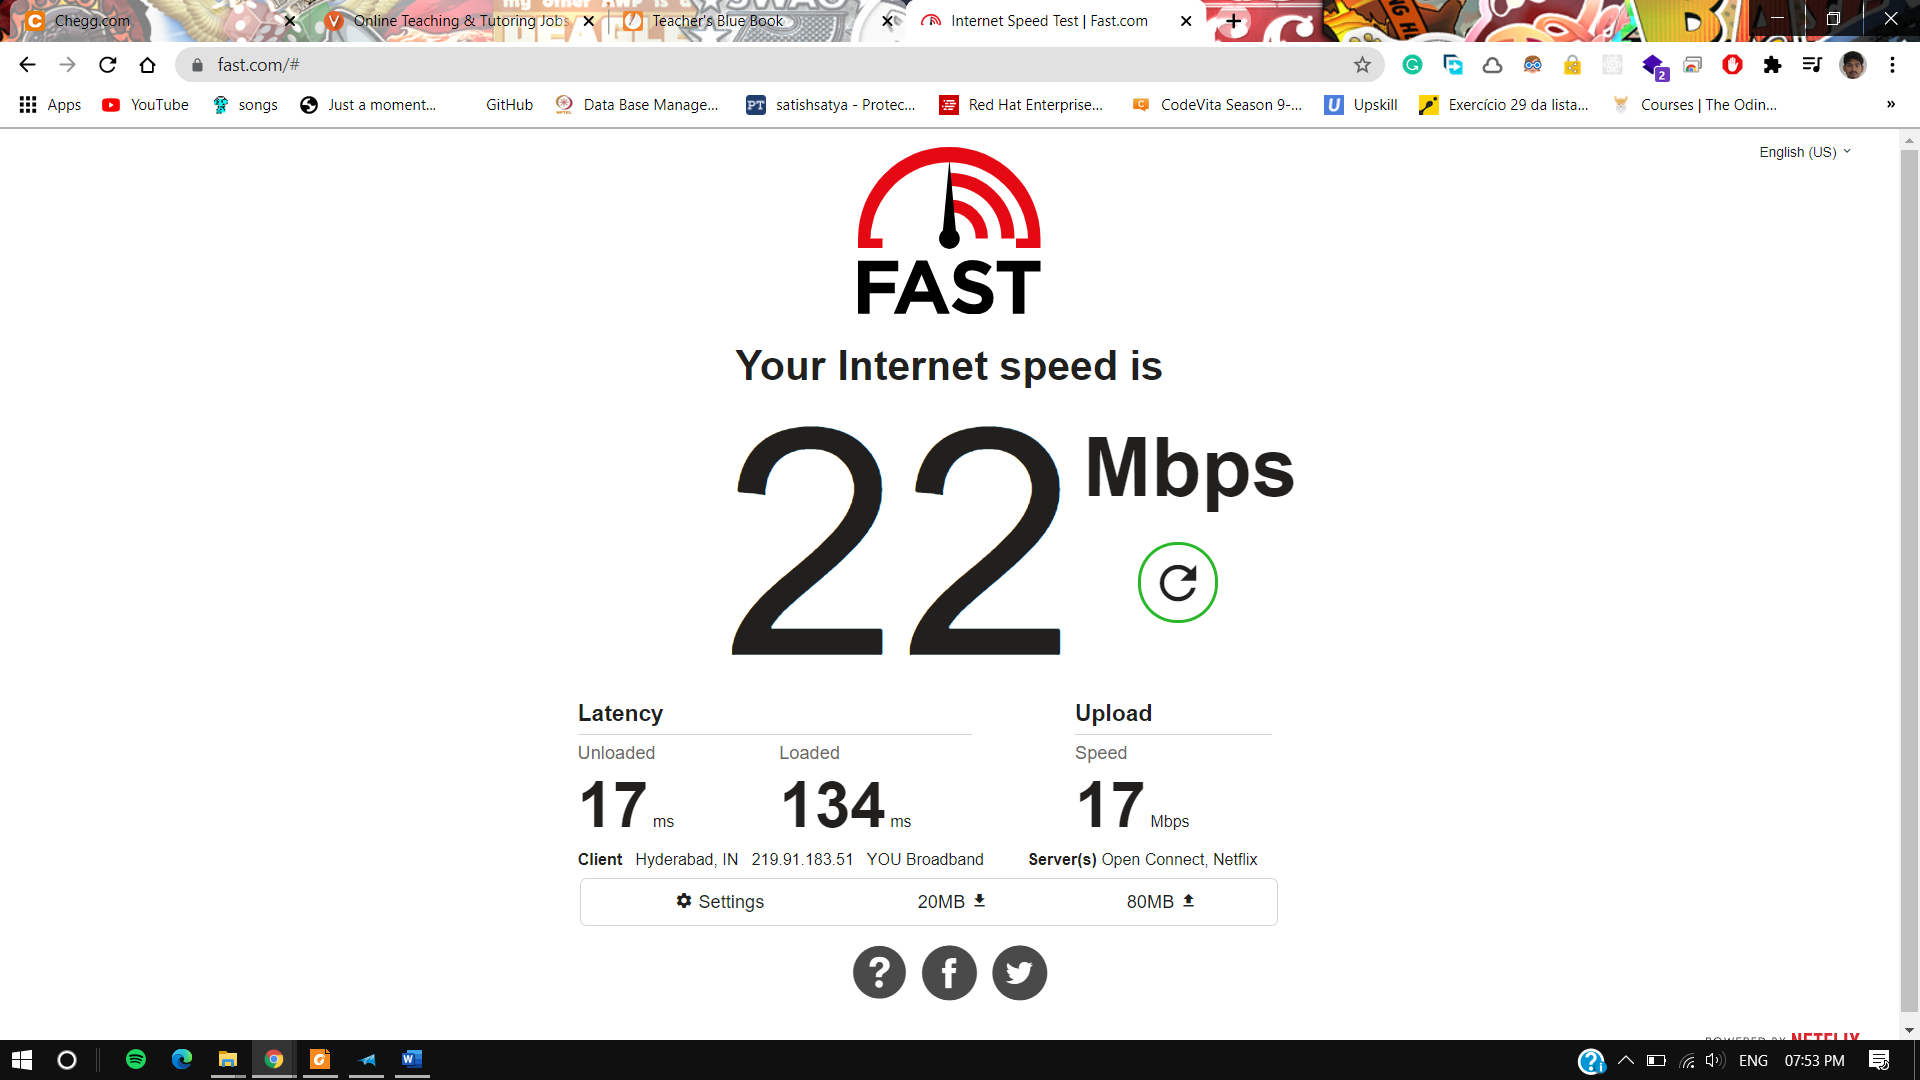 Chegg.com
Online Teaching & Tutoring Jobs
Teacher's Blue Book
Internet Speed Test | Fast.com
fast.com/#
2
Apps
YouTube
songs
Just a moment...
GitHub
Data Base Manage...
satishsatya - Protec...
Red Hat Enterprise...
CodeVita Season 9-...
Upskill
Exercício 29 da lista...
Courses | The Odin...
»
English (US)
FAST
Your Internet speed is
22 Mbps
Latency Upload
Unloaded Loaded Speed
17 ms 134 ms 17 Mbps
Client Hyderabad, IN 219.91.183.51 YOU Broadband Server(s) Open Connect, Netflix
Settings 20MB 80MB
POWERED BY NETFLIX
ENG 07:53 PM